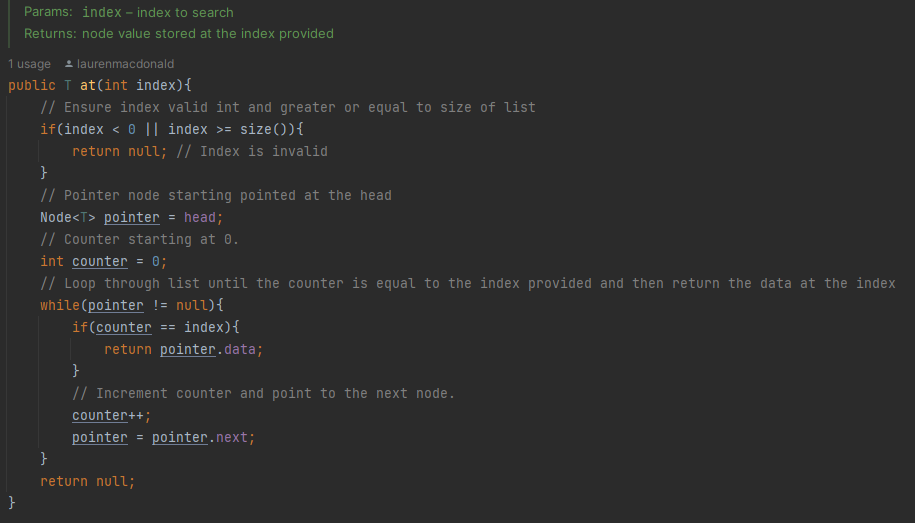 Params: index – index to search
Returns: node value stored at the index provided
1 usage laurenmacdonald
public T at(int index){
    // Ensure index valid int and greater or equal to size of list
    if(index < 0 || index >= size()){
        return null; // Index is invalid
    }
    // Pointer node starting pointed at the head
    Node<T> pointer = head;
    // Counter starting at 0.
    int counter = 0;
    // Loop through list until the counter is equal to the index provided and then return the data at the index
    while(pointer != null){
        if(counter == index){
            return pointer.data;
        }
        // Increment counter and point to the next node.
        counter++;
        pointer = pointer.next;
    }
    return null;
}